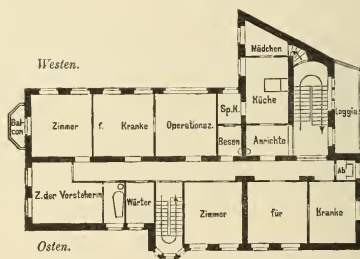 Westen.
Mädchen
Küche
Loggia
Balcon
Zimmer f. Kranke
Operationsz.
Sp.K.
Besen
Anrichte
Ab
Z. der Vorsteherin
Wärter
Zimmer für Kranke
Osten.